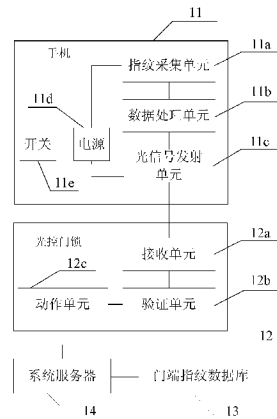 11
手机
指纹采集单元
11a
11d
数据处理单元
11b
开关
电源
光信号发射
单元
11c
11e
光控门锁
接收单元
12a
12c
动作单元
验证单元
12b
12
系统服务器
门端指纹数据库
14
13